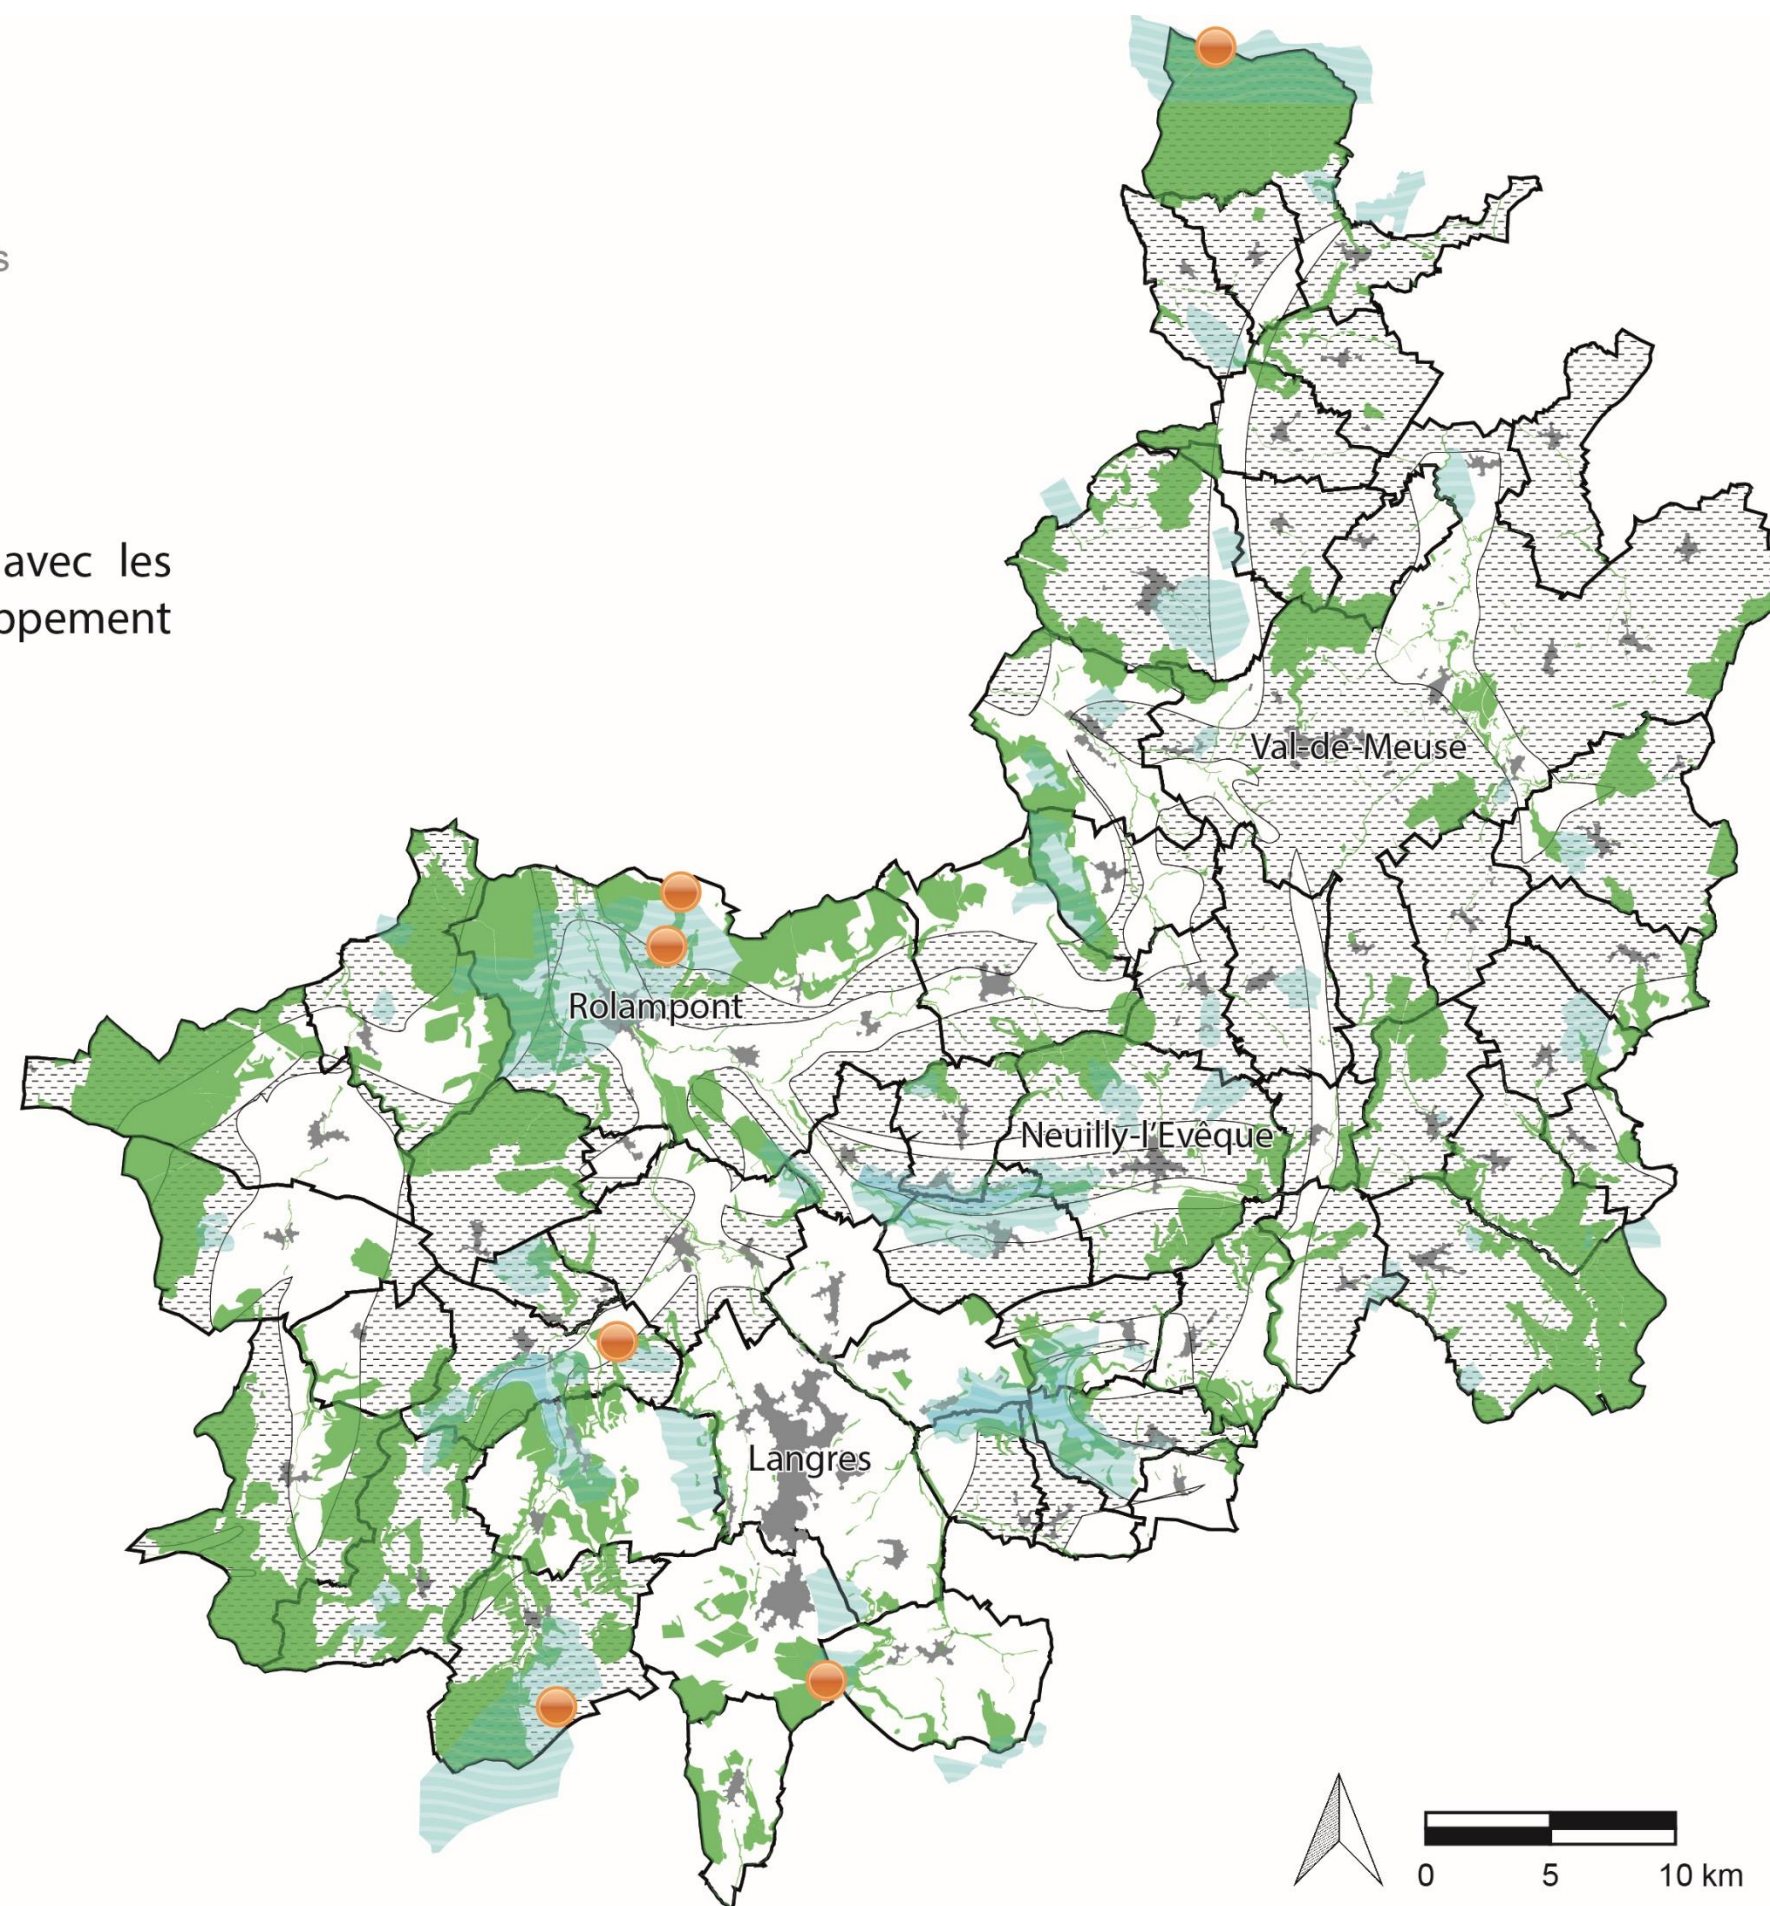 s
avec les
ppement
Val-de-Meuse
Rolampont
Neuilly-l'Evêque
Langres
0 5 10 km